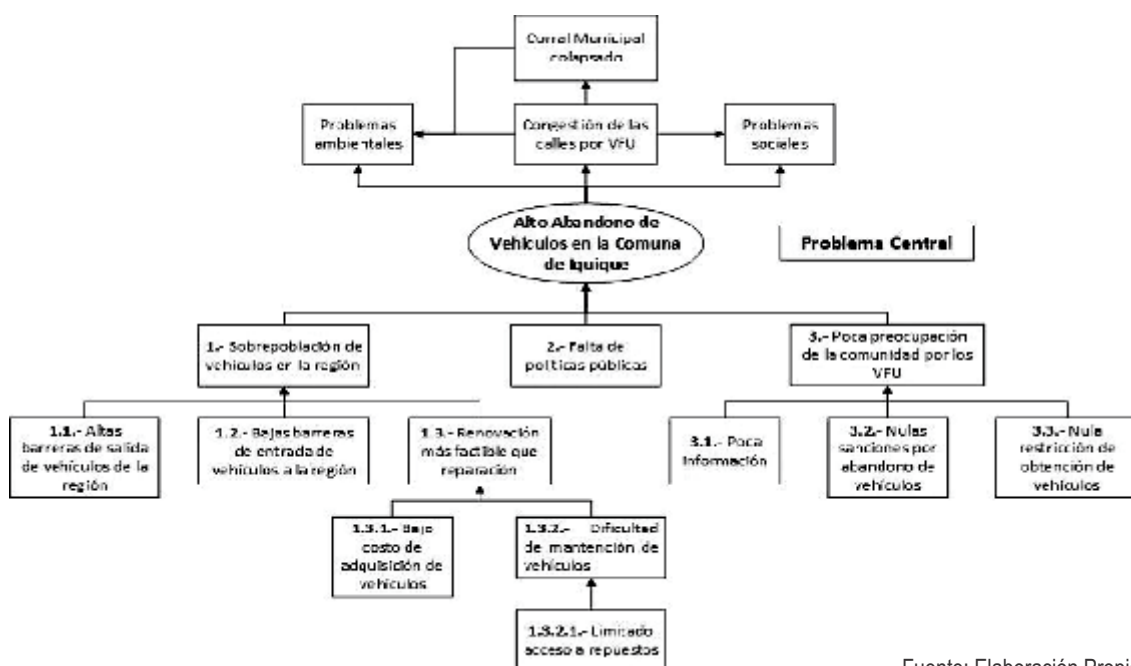 Corral Municipal
colapsado
Problemas
ambientales
Congestión de las
calles por VFU
Problemas
sociales
Alto Abandono de
Vehículos en la Comuna
de Iquique
Problema Central
1.- Sobrepoblación de
vehículos en la región
2.- Falta de
políticas públicas
3.- Poca preocupación
de la comunidad por los
VFU
1.1.- Altas
barreras de salida
de vehículos de la
región
1.2.- Bajas barreras
de entrada de
vehículos a la región
1.3.- Renovación
más factible que
reparación
3.1.- Poca
Información
3.2.- Nulas
sanciones por
abandono de
vehículos
3.3.- Nula
restricción de
obtención de
vehículos
1.3.1.- Bajo
costo de
adquisición de
vehículos
1.3.2.- Dificultad
de mantención de
vehículos
1.3.2.1.- Limitado
acceso a repuestos
Fuente: Elaboración Propi